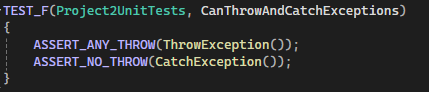 TEST_F(Project2UnitTests, CanThrowAndCatchExceptions)
{
    ASSERT_ANY_THROW(ThrowException());
    ASSERT_NO_THROW(CatchException());
}